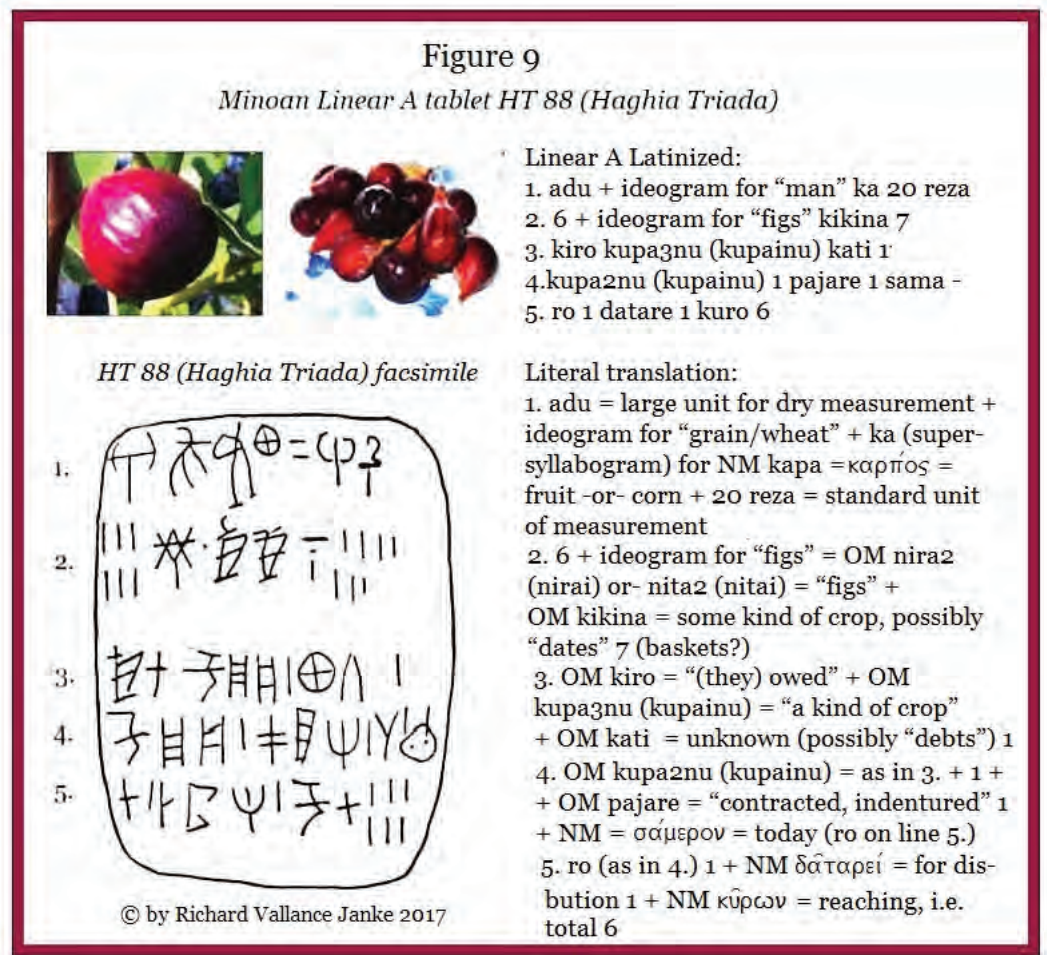 Figure 9
Minoan Linear A tablet HT 88 (Haghia Triada)
Linear A Latinized:
1. adu + ideogram for “man” ka 20 reza
2. 6 + ideogram for “figs” kikina 7
3. kiro kupa3nu (kupainu) kati 1
4.kupa2nu (kupainu) 1 pajare 1 sama -
5. ro 1 datare 1 kuro 6
HT 88 (Haghia Triada) facsimile
1.
2.
3.
4.
5.
© by Richard Vallance Janke 2017
Literal translation:
1. adu = large unit for dry measurement +
ideogram for “grain/wheat” + ka (super-
syllabogram) for NM kapa =καρπός =
fruit -or- corn + 20 reza = standard unit
of measurement
2. 6 + ideogram for “figs” = OM nira2
(nirai) or- nita2 (nitai) = “figs” +
OM kikina = some kind of crop, possibly
“dates” 7 (baskets?)
3. OM kiro = “(they) owed” + OM
kupa3nu (kupainu) = “a kind of crop”
+ OM kati = unknown (possibly “debts”) 1
4. OM kupa2nu (kupainu) = as in 3. + 1 +
+ OM pajare = “contracted, indentured” 1
+ NM = σάμερον = today (ro on line 5.)
5. ro (as in 4.) 1 + NM δα̑ταρεί = for dis-
bution 1 + NM κῦρων = reaching, i.e.
total 6